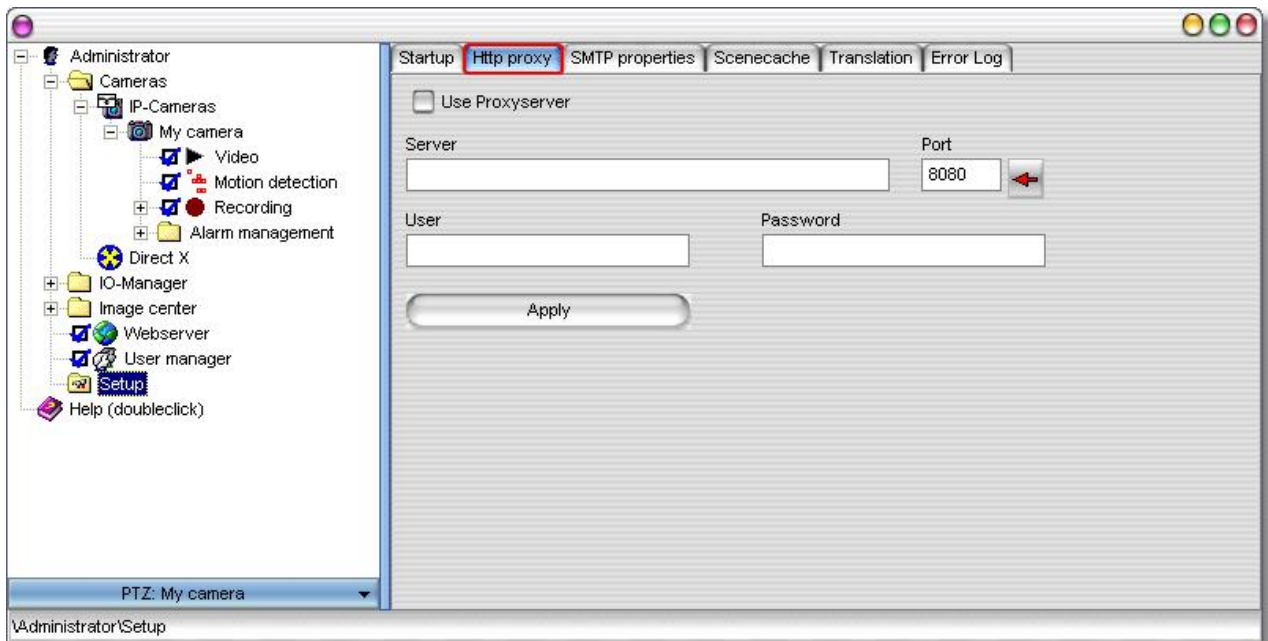 Administrator
Cameras
IP-Cameras
My camera
Video
Motion detection
Recording
Alarm management
Direct X
IO-Manager
Image center
Webserver
User manager
Setup
Help (doubleclick)
PTZ: My camera
Startup Http proxy SMTP properties Scenecache Translation Error Log
Use Proxyserver
Server Port
8080
User Password
Apply
\Administrator\Setup